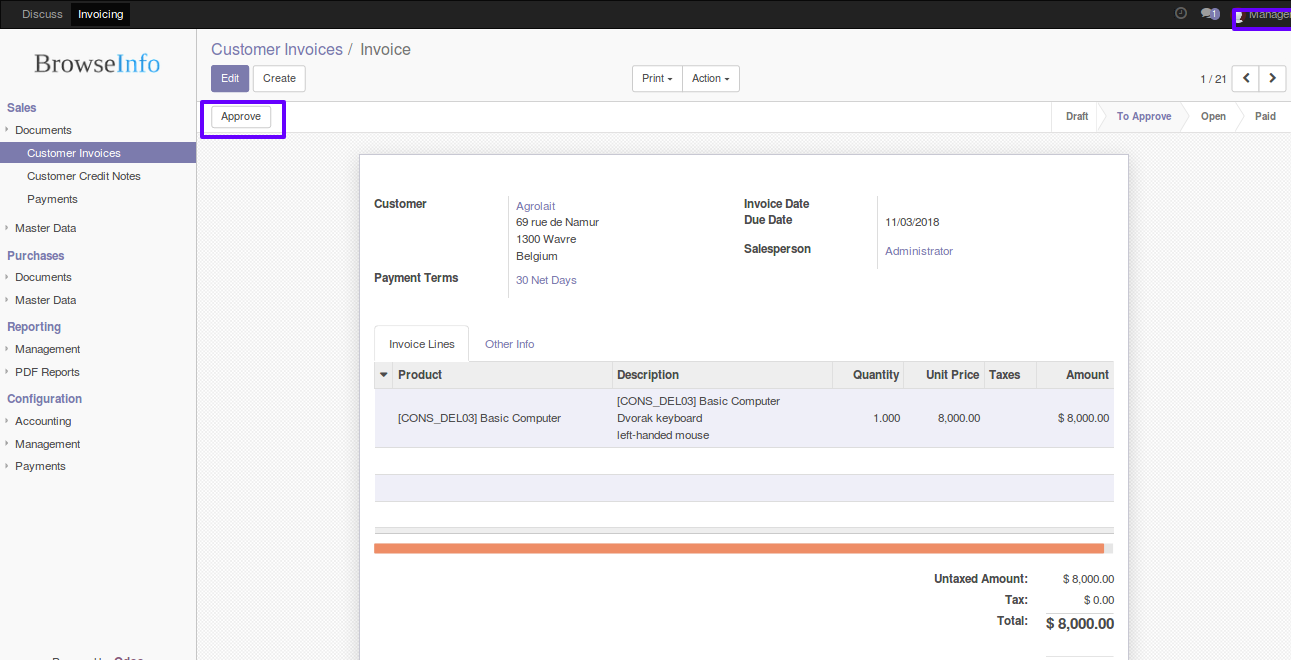 Discuss Invoicing 1 Manager
BrowseInfo
Customer Invoices / Invoice
Edit Create Print Action 1 / 21
Approve Draft To Approve Open Paid
Sales
Documents
Customer Invoices
Customer Credit Notes
Payments
Master Data
Purchases
Documents
Master Data
Reporting
Management
PDF Reports
Configuration
Accounting
Management
Payments
Customer Agrolait
69 rue de Namur
1300 Wavre
Belgium
Payment Terms 30 Net Days
Invoice Date
Due Date 11/03/2018
Salesperson Administrator
Invoice Lines Other Info
Product Description Quantity Unit Price Taxes Amount
[CONS_DEL03] Basic Computer [CONS_DEL03] Basic Computer
Dvorak keyboard
left-handed mouse 1.000 8,000.00 $ 8,000.00
Untaxed Amount: $ 8,000.00
Tax: $ 0.00
Total: $ 8,000.00